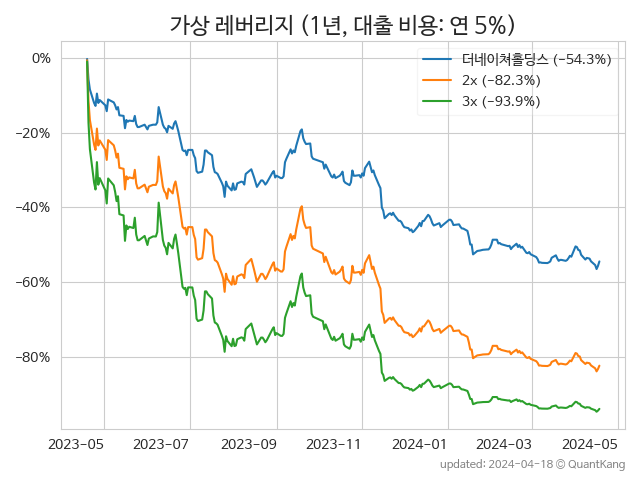 가상 레버리지 (1년, 대출 비용: 연 5%)
더네이쳐홀딩스 (−54.3%)
2x (−82.3%)
3x (−93.9%)
0%
−20%
−40%
−60%
−80%
2023-05 2023-07 2023-09 2023-11 2024-01 2024-03 2024-05
updated: 2024-04-18 © QuantKang